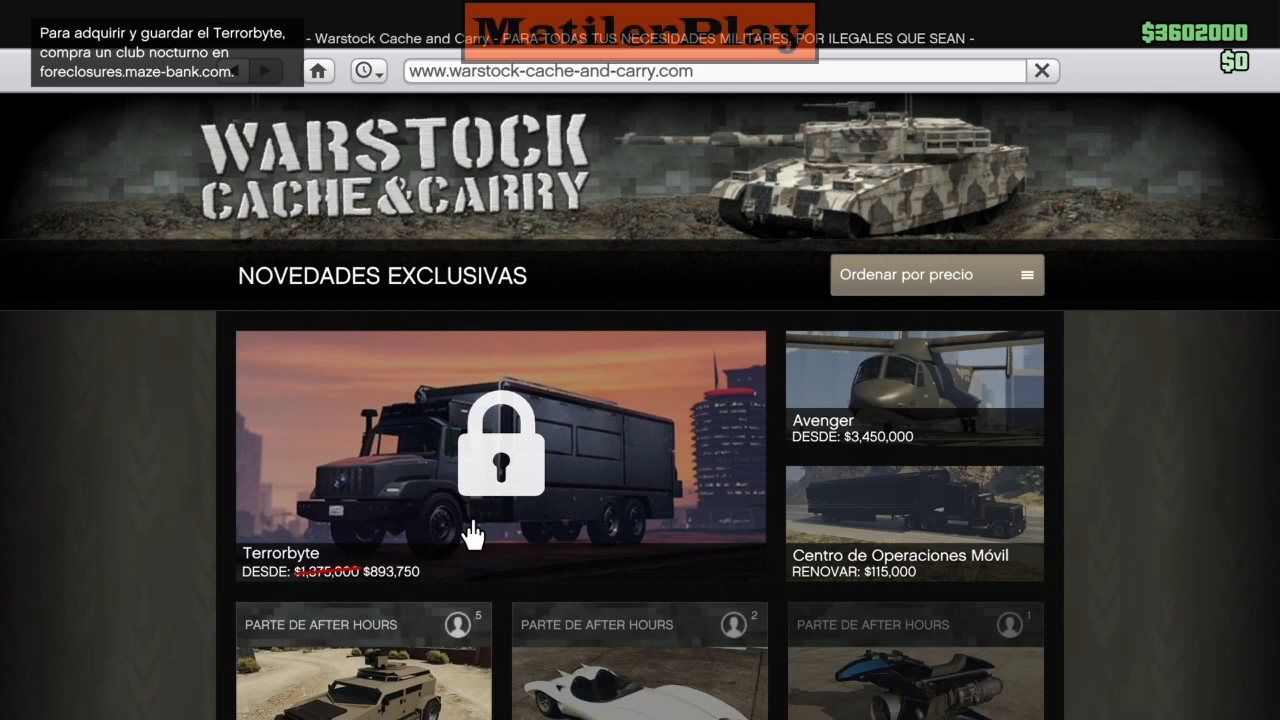 Para adquirir y guardar el Terrorbyte,
compra un club nocturno en
foreclosures.maze-bank.com.
- Warstock Cache and Carry - PARA TODAS TUS NECESIDADES MILITARES, POR ILEGALES QUE SEAN -
MatilenPlay
$3602000
$0
www.warstock-cache-and-carry.com
WARSTOCK
CACHE&CARRY
NOVEDADES EXCLUSIVAS
Ordenar por precio
Terrorbyte
DESDE: $1,375,000 $893,750
Avenger
DESDE: $3,450,000
Centro de Operaciones Móvil
RENOVAR: $115,000
PARTE DE AFTER HOURS 5
PARTE DE AFTER HOURS 2
PARTE DE AFTER HOURS 1